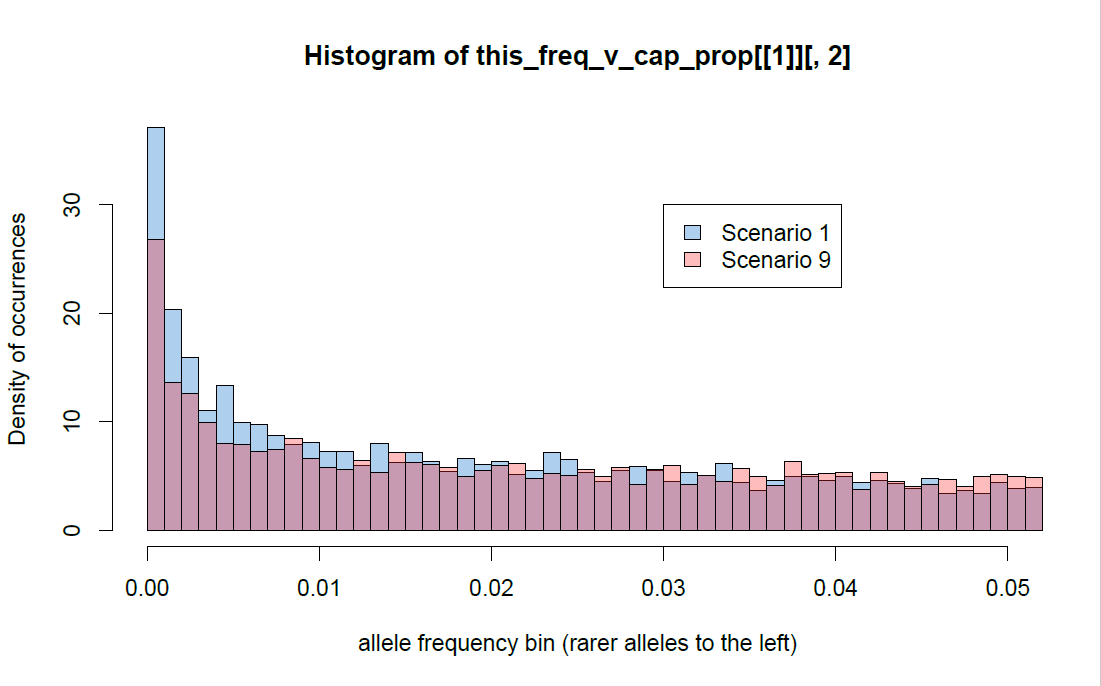 Histogram of this_freq_v_cap_prop[[1]][, 2]
Density of occurrences
30
20
10
0
Scenario 1
Scenario 9
0.00 0.01 0.02 0.03 0.04 0.05
allele frequency bin (rarer alleles to the left)